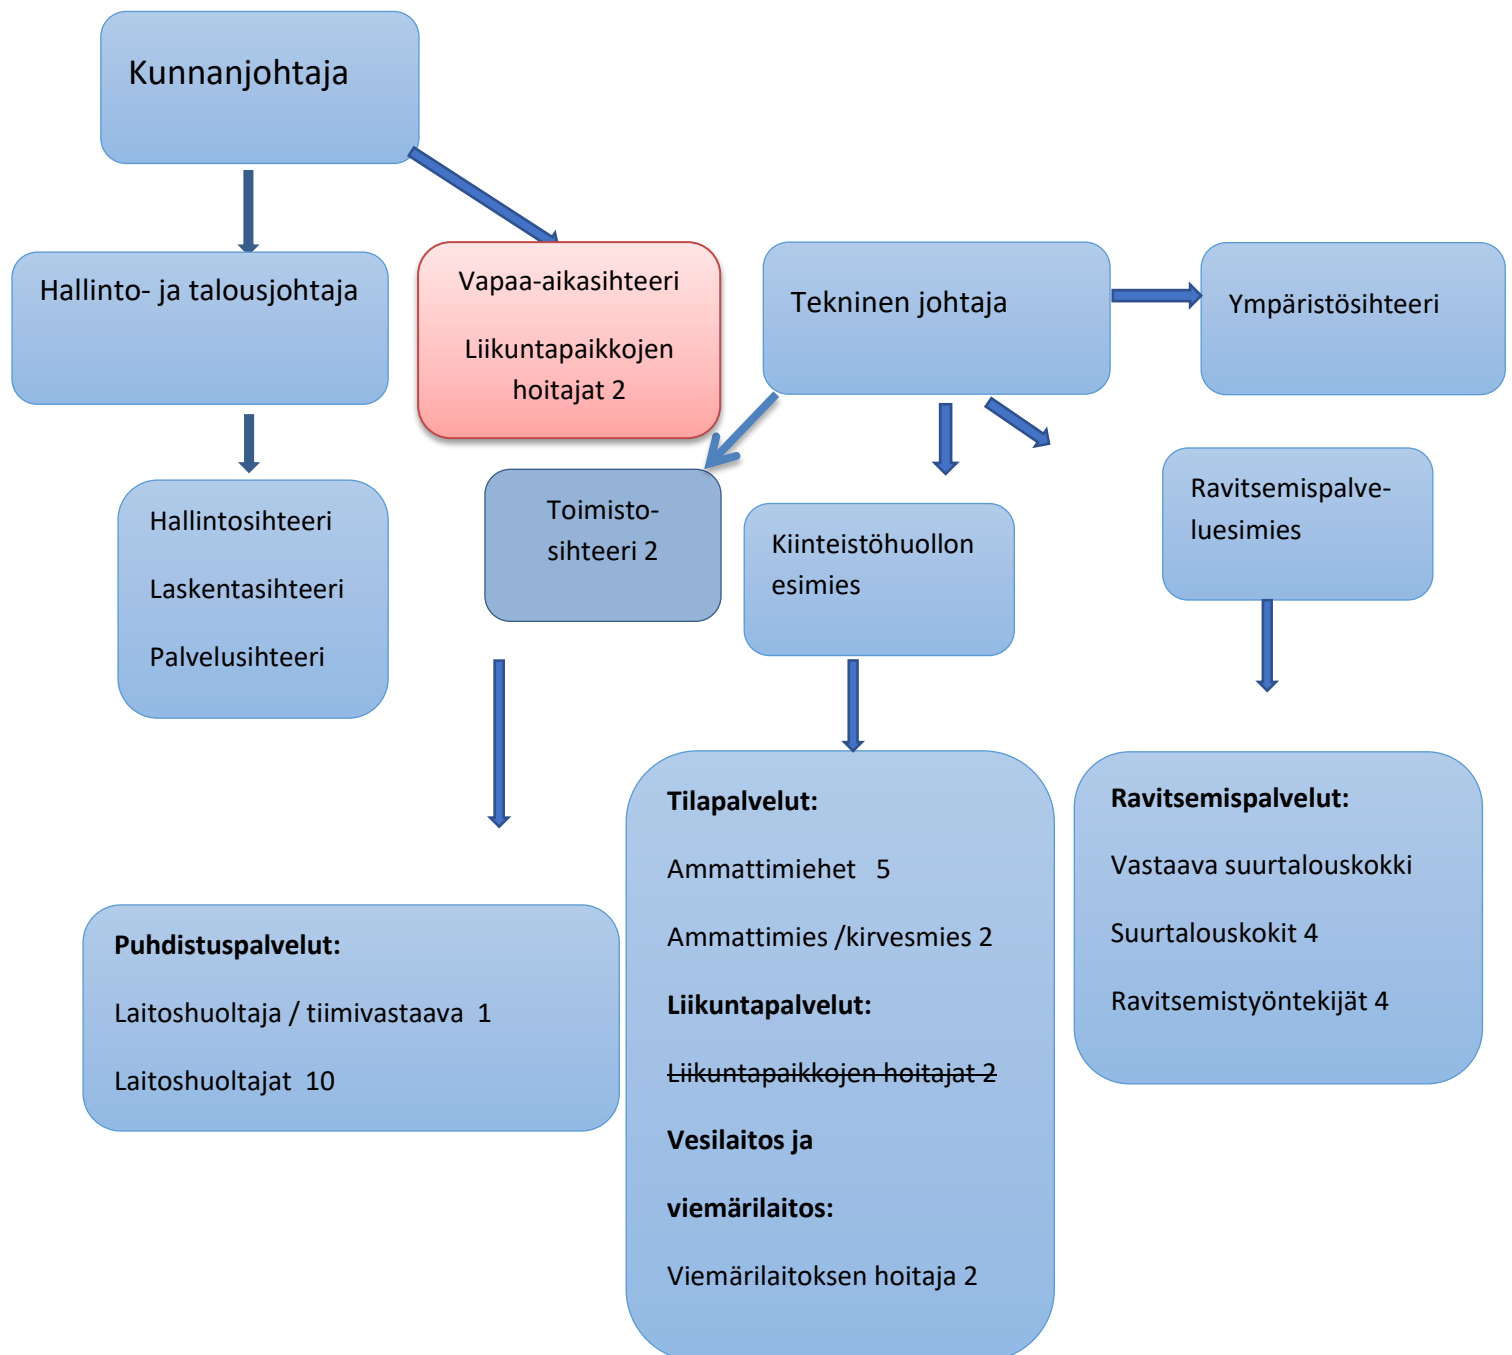 Kunnanjohtaja
Hallinto- ja talousjohtaja
Vapaa-aikasihteeri
Liikuntapaikkojen
hoitajat 2
Tekninen johtaja
Ympäristösihteeri
Hallintosihteeri
Laskentasihteeri
Palvelusihteeri
Toimisto-
sihteeri 2
Kiinteistöhuollon
esimies
Ravitsemispalve-
luesimies
Puhdistuspalvelut:
Laitoshuoltaja / tiimivastaava 1
Laitoshuoltajat 10
Tilapalvelut:
Ammattimiehet 5
Ammattimies /kirvesmies 2
Liikuntapalvelut:
Liikuntapaikkojen hoitajat 2
Vesilaitos ja
viemärilaitos:
Viemärilaitoksen hoitaja 2
Ravitsemispalvelut:
Vastaava suurtalouskokki
Suurtalouskokit 4
Ravitsemistyöntekijät 4